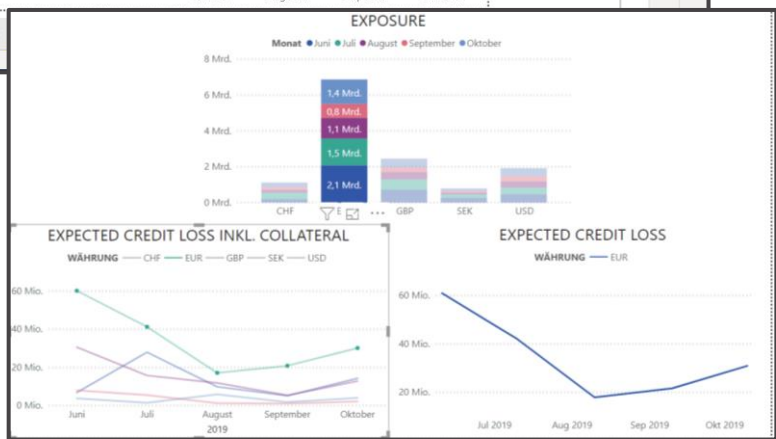 EXPOSURE
Monat Juni Juli August September Oktober
8 Mrd.
6 Mrd.
4 Mrd.
2 Mrd.
0 Mrd.
1,4 Mrd.
0,8 Mrd.
1,1 Mrd.
1,5 Mrd.
2,1 Mrd.
CHF E GBP SEK USD
EXPECTED CREDIT LOSS INKL. COLLATERAL
WÄHRUNG CHF EUR GBP SEK USD
60 Mio.
40 Mio.
20 Mio.
0 Mio.
Juni Juli August September Oktober
2019
EXPECTED CREDIT LOSS
WÄHRUNG EUR
60 Mio.
40 Mio.
20 Mio.
Jul 2019 Aug 2019 Sep 2019 Okt 2019